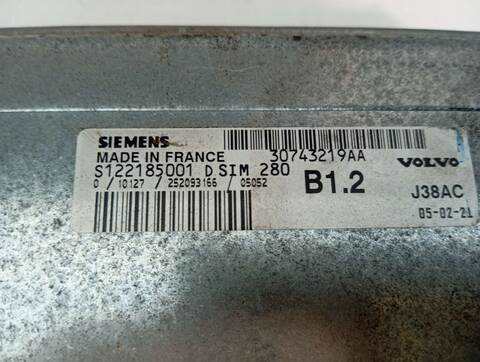 SIEMENS
MADE IN FRANCE
30743219AA
VOLVO
S122185001 D SIM 280
0 / 10127 / 252093166 / 05052
B1.2
J38AC
05-02-21